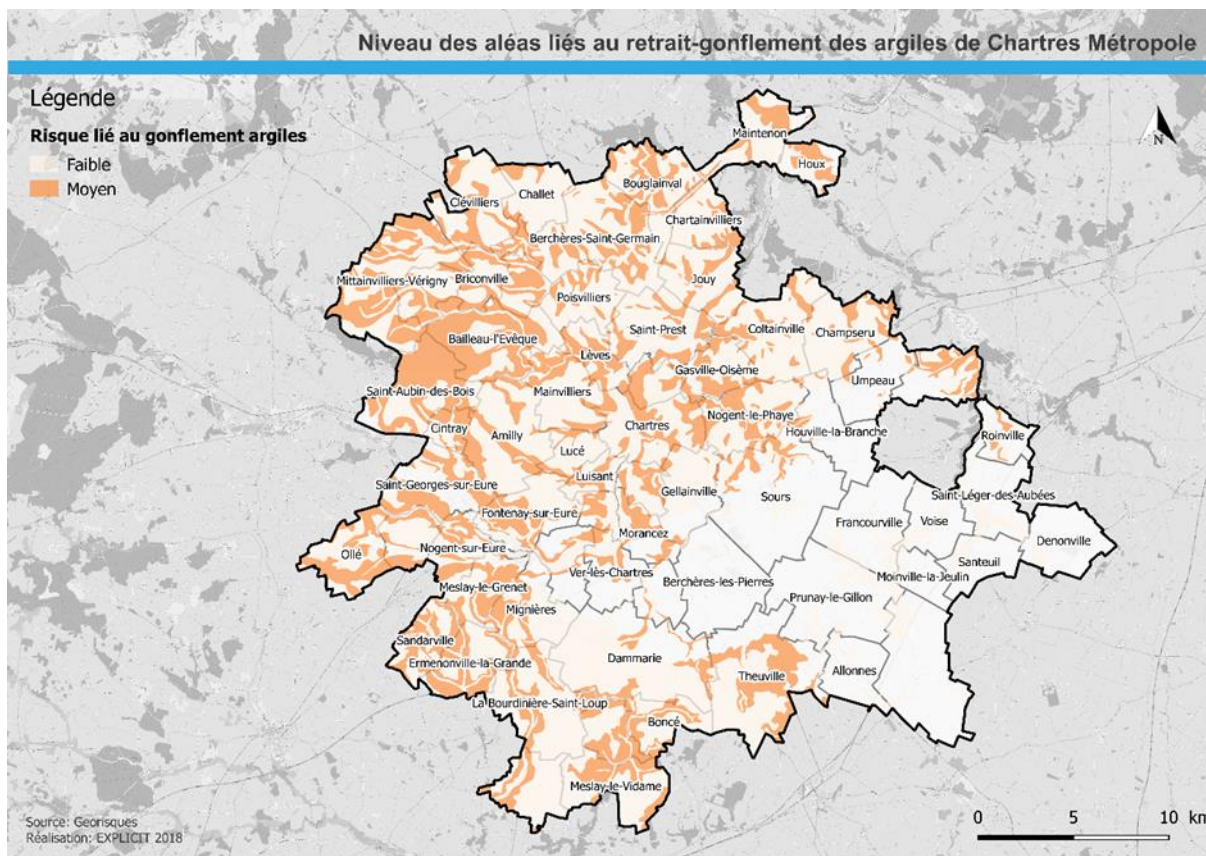 Niveau des aléas liés au retrait-gonflement des argiles de Chartres Métropole
Légende
Risque lié au gonflement argiles
Faible
Moyen
N
Maintenon
Houx
Bouglainval
Challet
Clévilliers
Chartainvilliers
Berchères-Saint-Germain
Mittainvilliers-Vérigny
Briconville
Jouy
Poisvilliers
Saint-Prest
Coltainville
Champseru
Bailleau-l'Evêque
Lèves
Gasville-Oisème
Umpeau
Saint-Aubin-des-Bois
Mainvilliers
Nogent-le-Phaye
Cintray
Amilly
Chartres
Houville-la-Branche
Roinville
Lucé
Luisant
Saint-Georges-sur-Eure
Gellainville
Sours
Saint-Léger-des-Aubées
Fontenay-sur-Eure
Francourville
Voise
Morancez
Denonville
Ollé
Nogent-sur-Eure
Santeuil
Ver-lès-Chartres
Moinville-la-Jeulin
Meslay-le-Grenet
Berchères-les-Pierres
Mignières
Prunay-le-Gillon
Sandarville
Dammarie
Ermenonville-la-Grande
Theuville
Allonnes
La Bourdinière-Saint-Loup
Boncé
Meslay-le-Vidame
Source: Georisques
Réalisation: EXPLICIT 2018
0 5 10 km